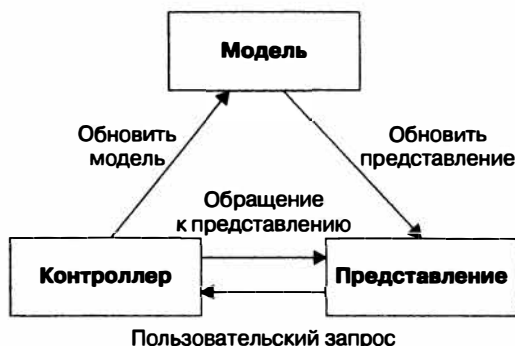 Модель
Обновить
модель
Обновить
представление
Обращение
к представлению
Контроллер
Представление
Пользовательский запрос